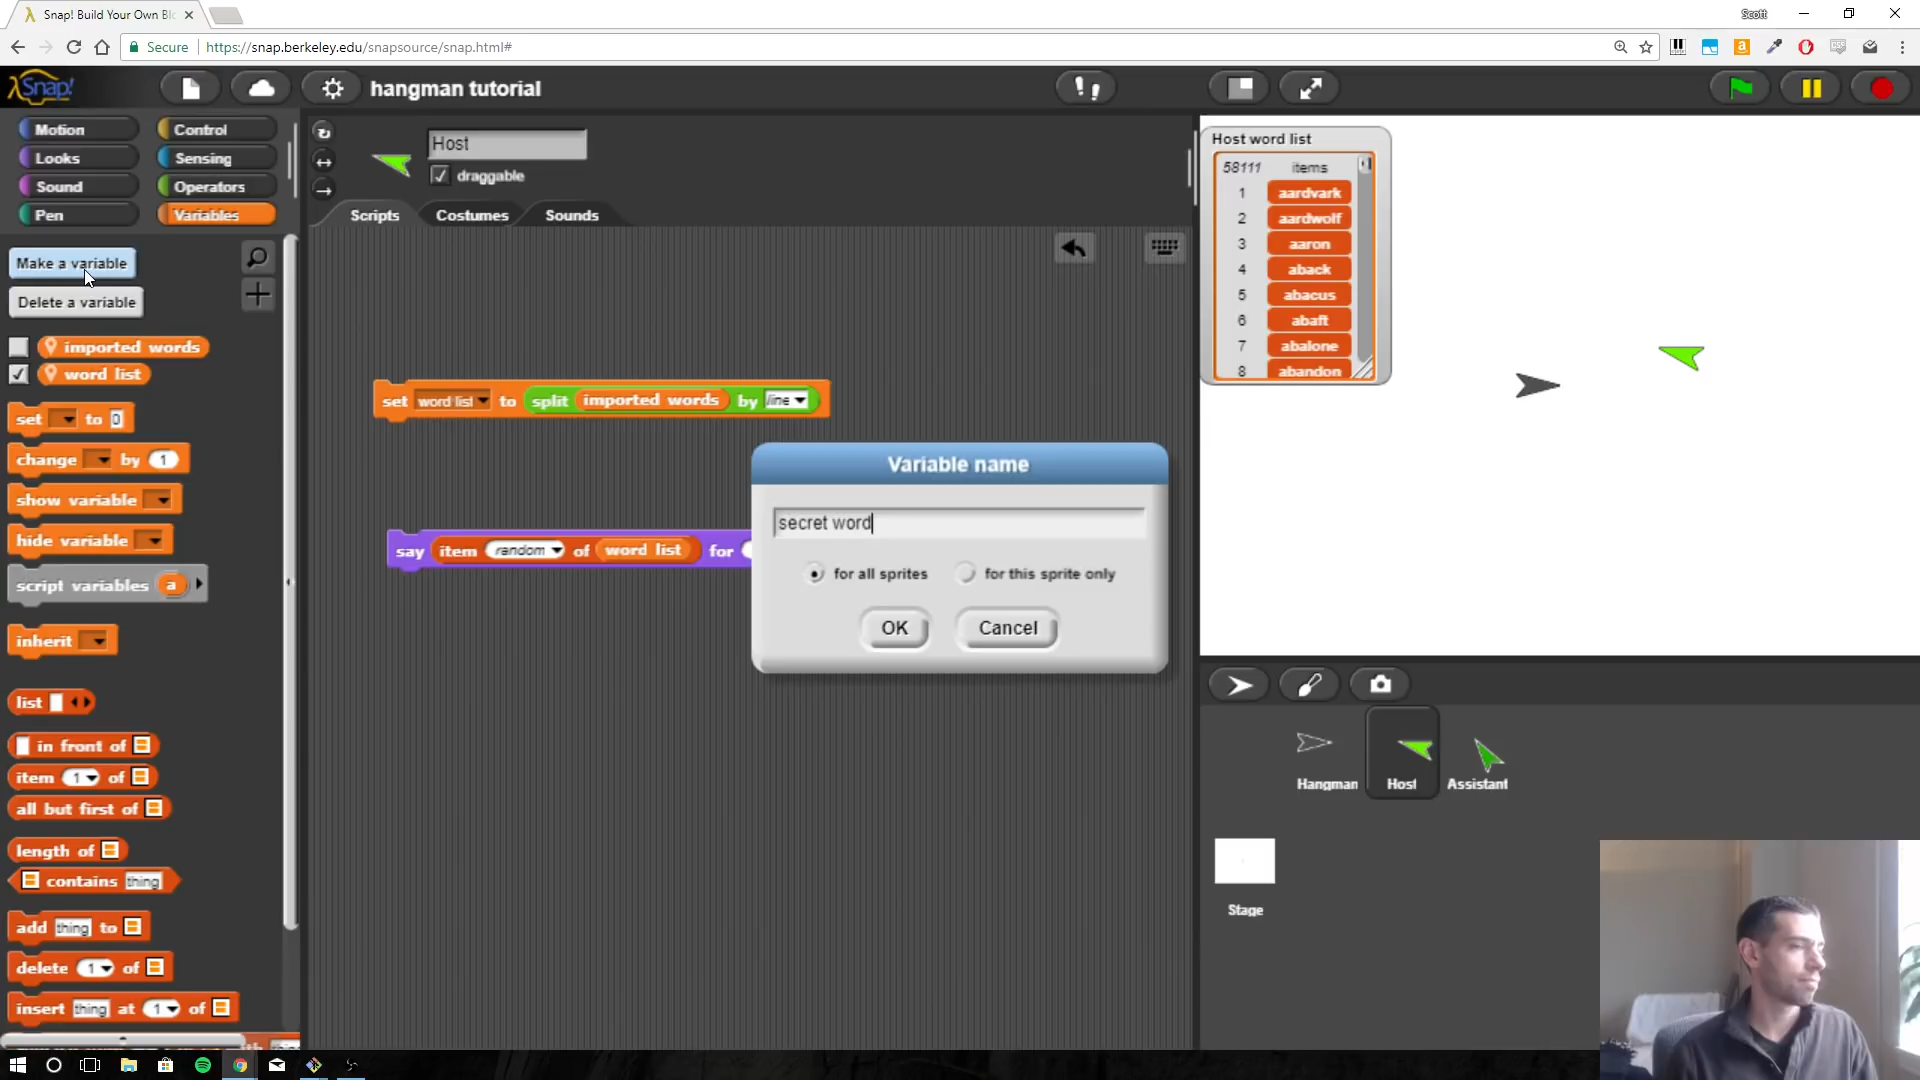 Snap! Build Your Own Bl
Scott
Secure
https://snap.berkeley.edu/snapsource/snap.html#
Snap!
hangman tutorial
Motion
Control
Looks
Sensing
Sound
Operators
Pen
Variables
Host
draggable
Scripts
Costumes
Sounds
Make a variable
Delete a variable
imported words
word list
set to 0
change by 1
show variable
hide variable
script variables a
inherit
list
in front of
item 1 of
all but first of
length of
contains thing
add thing to
delete 1 of
insert thing at 1 of
set word list to split imported words by line
say item random of word list for
Variable name
secret word
for all sprites
for this sprite only
OK
Cancel
Host word list
58111 items
1 aardvark
2 aardwolf
3 aaron
4 aback
5 abacus
6 abaft
7 abalone
8 abandon
Hangman
Host
Assistant
Stage